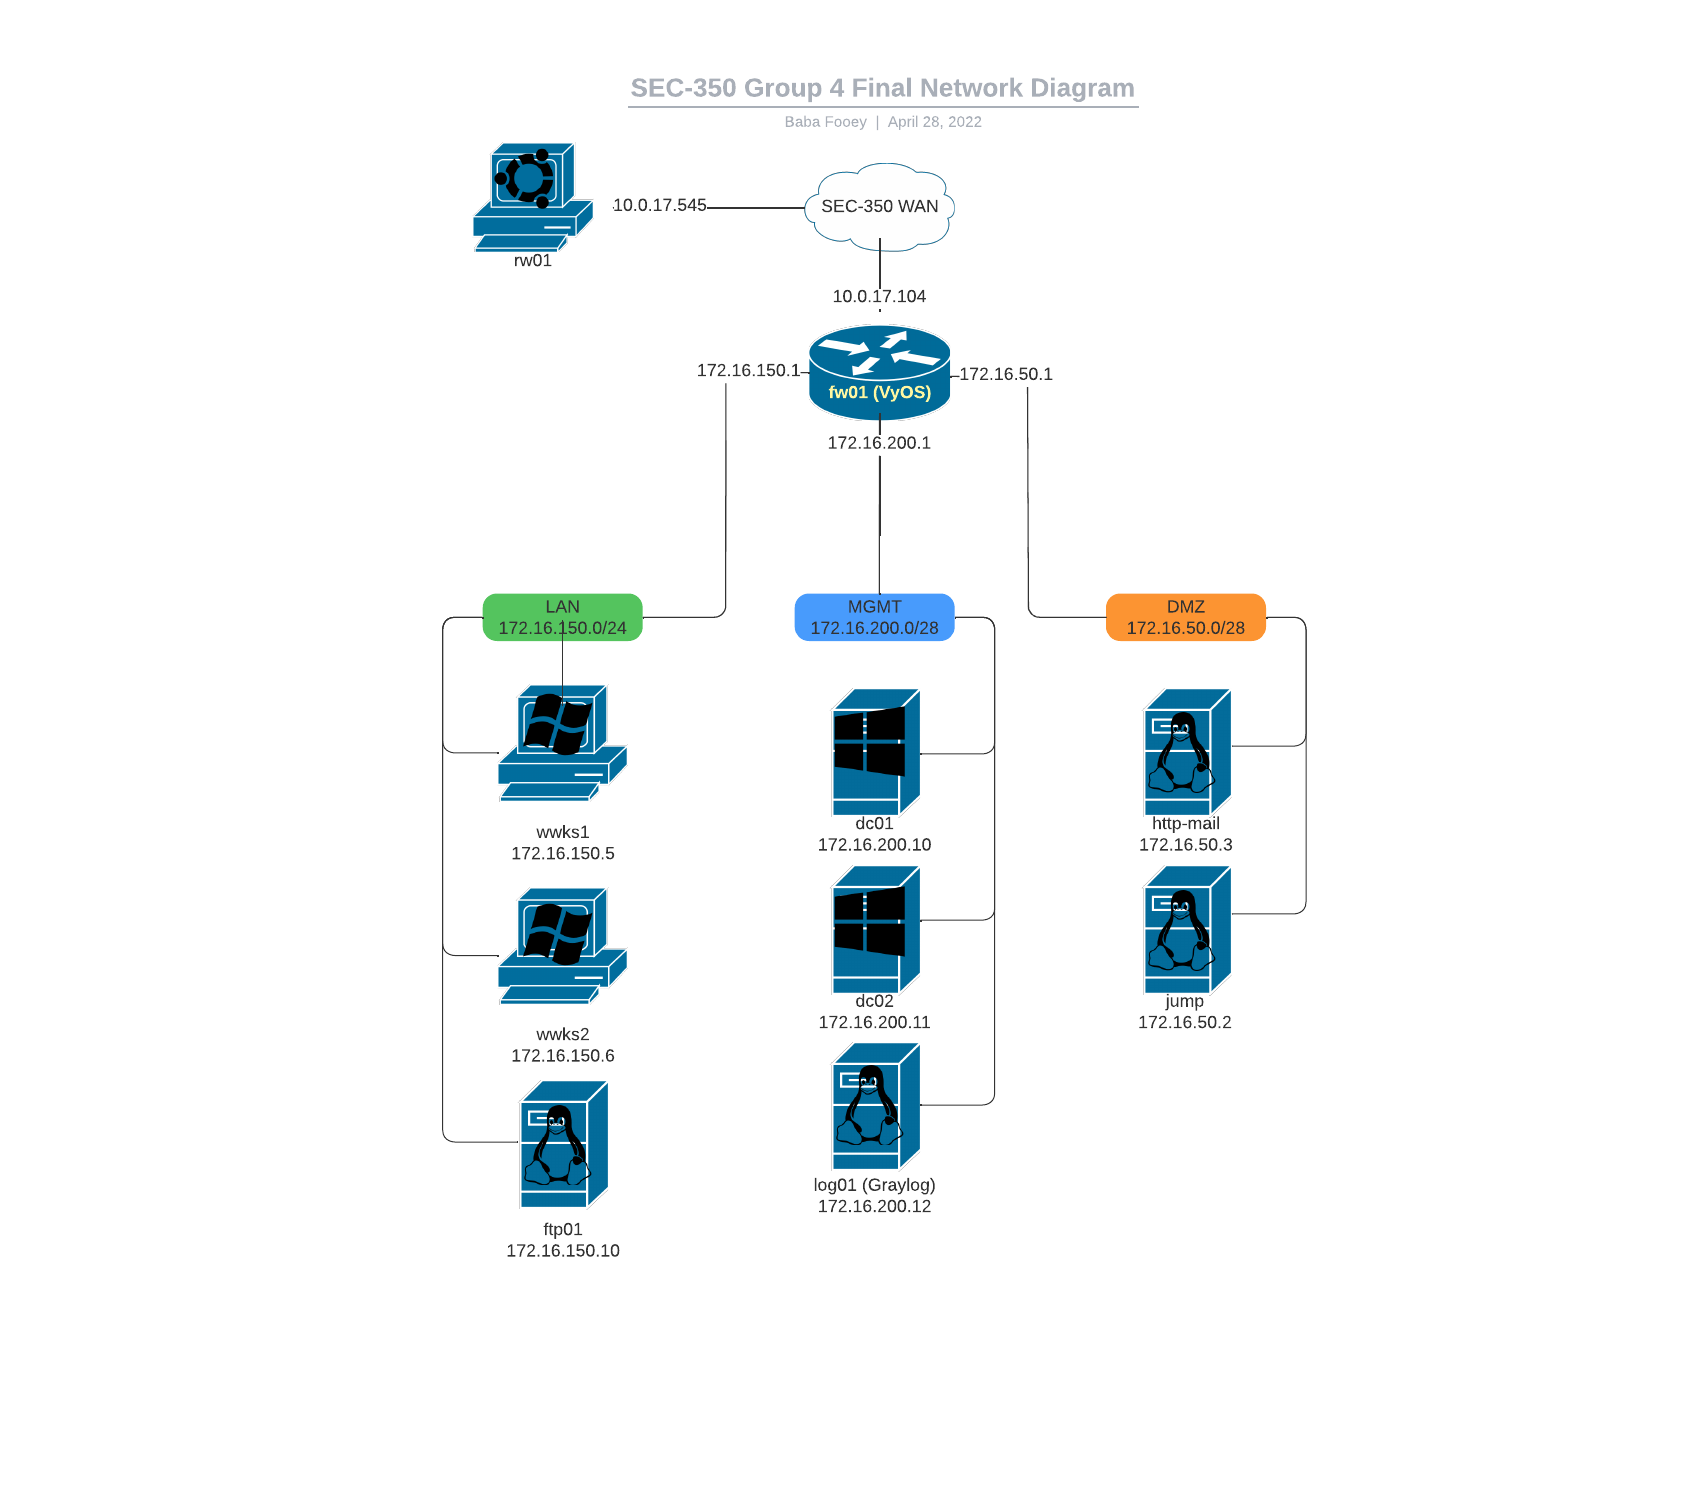 SEC-350 Group 4 Final Network Diagram
Baba Fooey | April 28, 2022
SEC-350 WAN
10.0.17.545
rw01
10.0.17.104
172.16.150.1
172.16.50.1
fw01 (VyOS)
172.16.200.1
LAN
172.16.150.0/24
MGMT
172.16.200.0/28
DMZ
172.16.50.0/28
wwks1
172.16.150.5
wwks2
172.16.150.6
ftp01
172.16.150.10
dc01
172.16.200.10
dc02
172.16.200.11
log01 (Graylog)
172.16.200.12
http-mail
172.16.50.3
jump
172.16.50.2